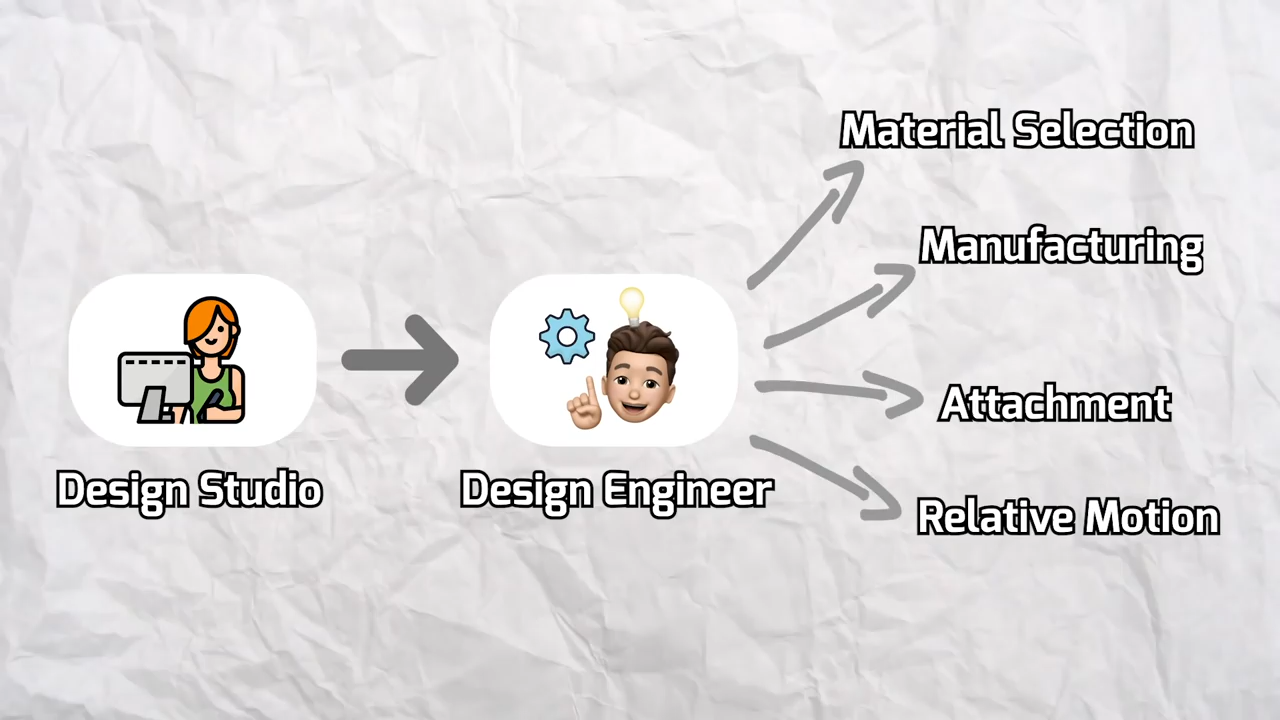 Design Studio
Design Engineer
Material Selection
Manufacturing
Attachment
Relative Motion